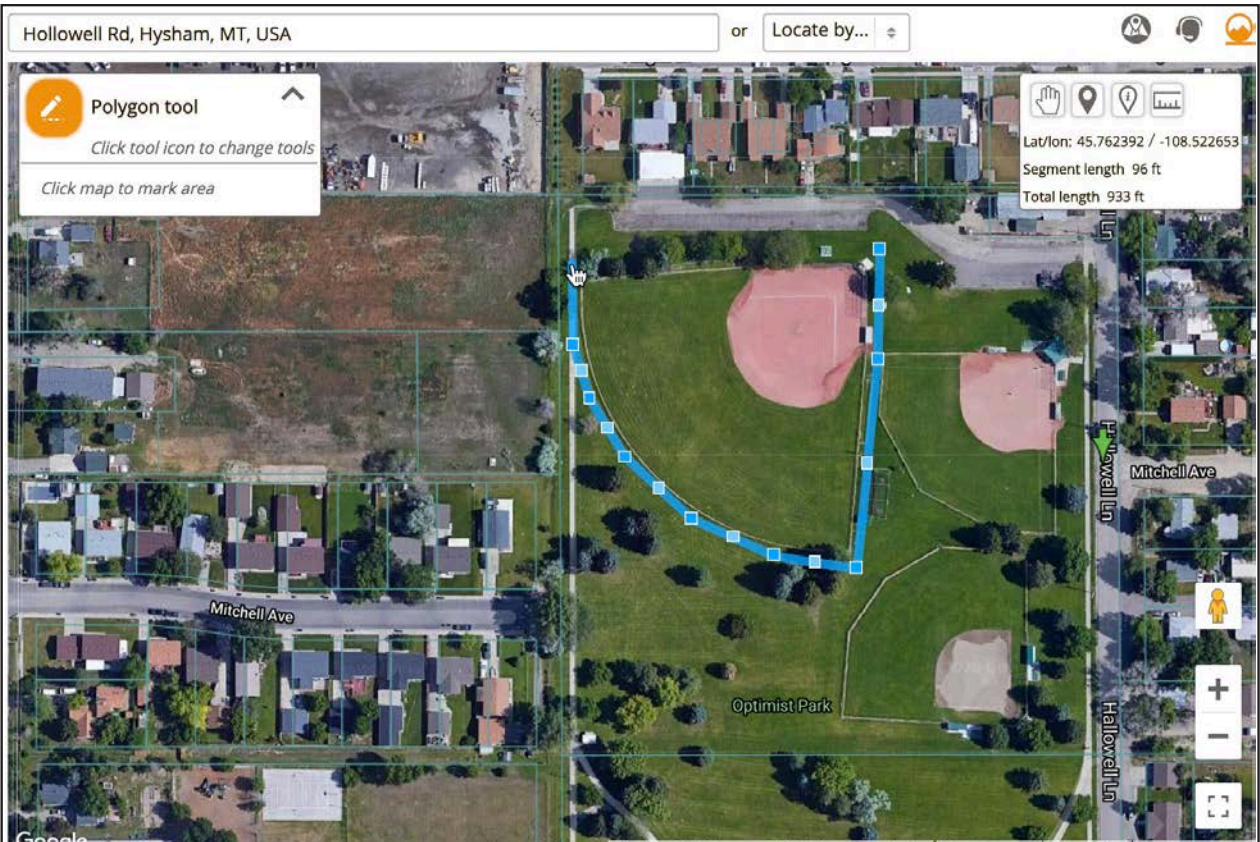 Hollowell Rd, Hysham, MT, USA
or
Locate by...
Polygon tool
Click tool icon to change tools
Click map to mark area
Lat/lon: 45.762392 / -108.522653
Segment length 96 ft
Total length 933 ft
l Ln
Hallowell Ln
Mitchell Ave
Mitchell Ave
Optimist Park
Hallowell Ln
Google